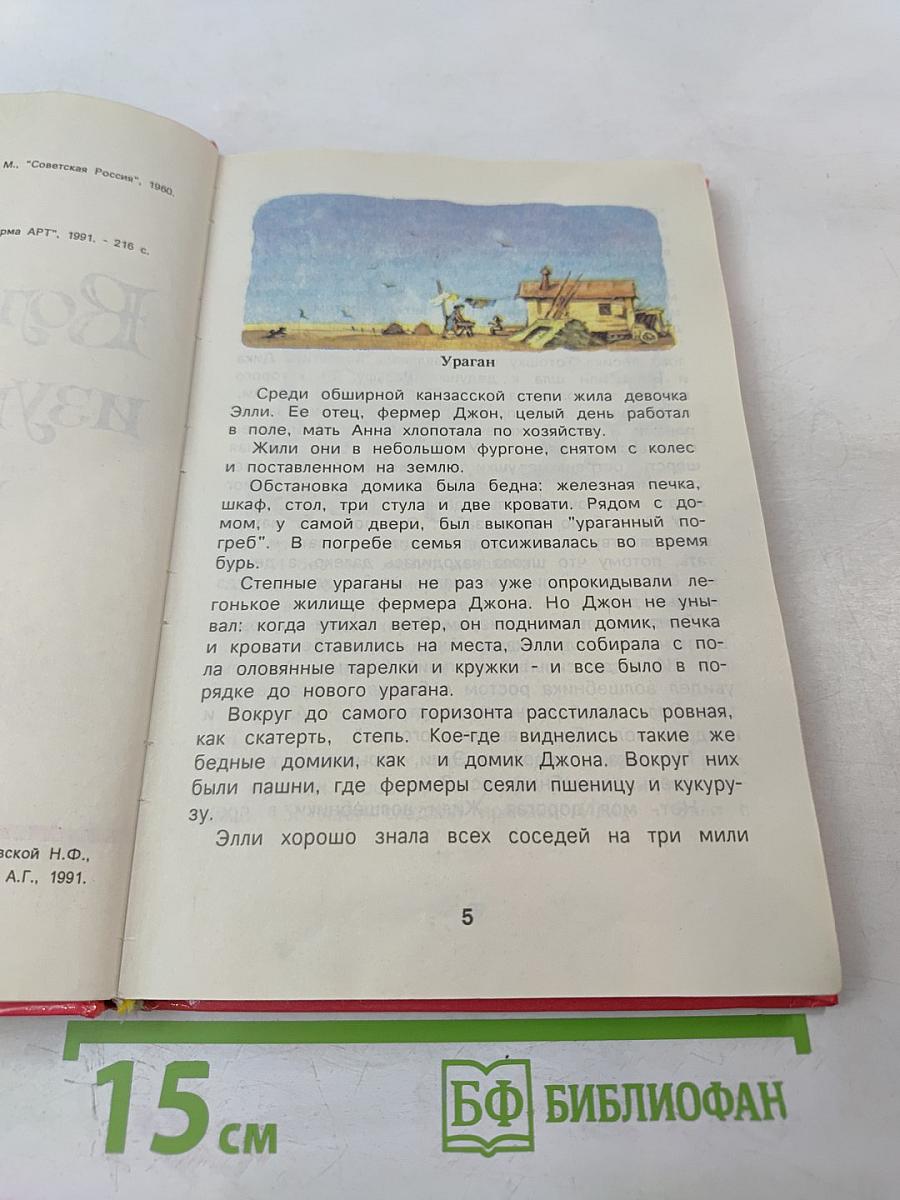 М., "Советская Россия", 1960.
АРТ", 1991. - 216 с.
Н.Ф.,
А.Г., 1991.
Ураган
Среди обширной канзасской степи жила девочка
Элли. Ее отец, фермер Джон, целый день работал
в поле, мать Анна хлопотала по хозяйству.
Жили они в небольшом фургоне, снятом с колес
и поставленном на землю.
Обстановка домика была бедна: железная печка,
шкаф, стол, три стула и две кровати. Рядом с до-
мом, у самой двери, был выкопан "ураганный по-
греб". В погребе семья отсиживалась во время
бурь.
Степные ураганы не раз уже опрокидывали ле-
гонькое жилище фермера Джона. Но Джон не уны-
вал: когда утихал ветер, он поднимал домик, печка
и кровати ставились на места, Элли собирала с по-
ла оловянные тарелки и кружки - и все было в по-
рядке до нового урагана.
Вокруг до самого горизонта расстилалась ровная,
как скатерть, степь. Кое-где виднелись такие же
бедные домики, как и домик Джона. Вокруг них
были пашни, где фермеры сеяли пшеницу и кукуру-
зу.
Элли хорошо знала всех соседей на три мили
5
15 см
БФ БИБЛИОФАН